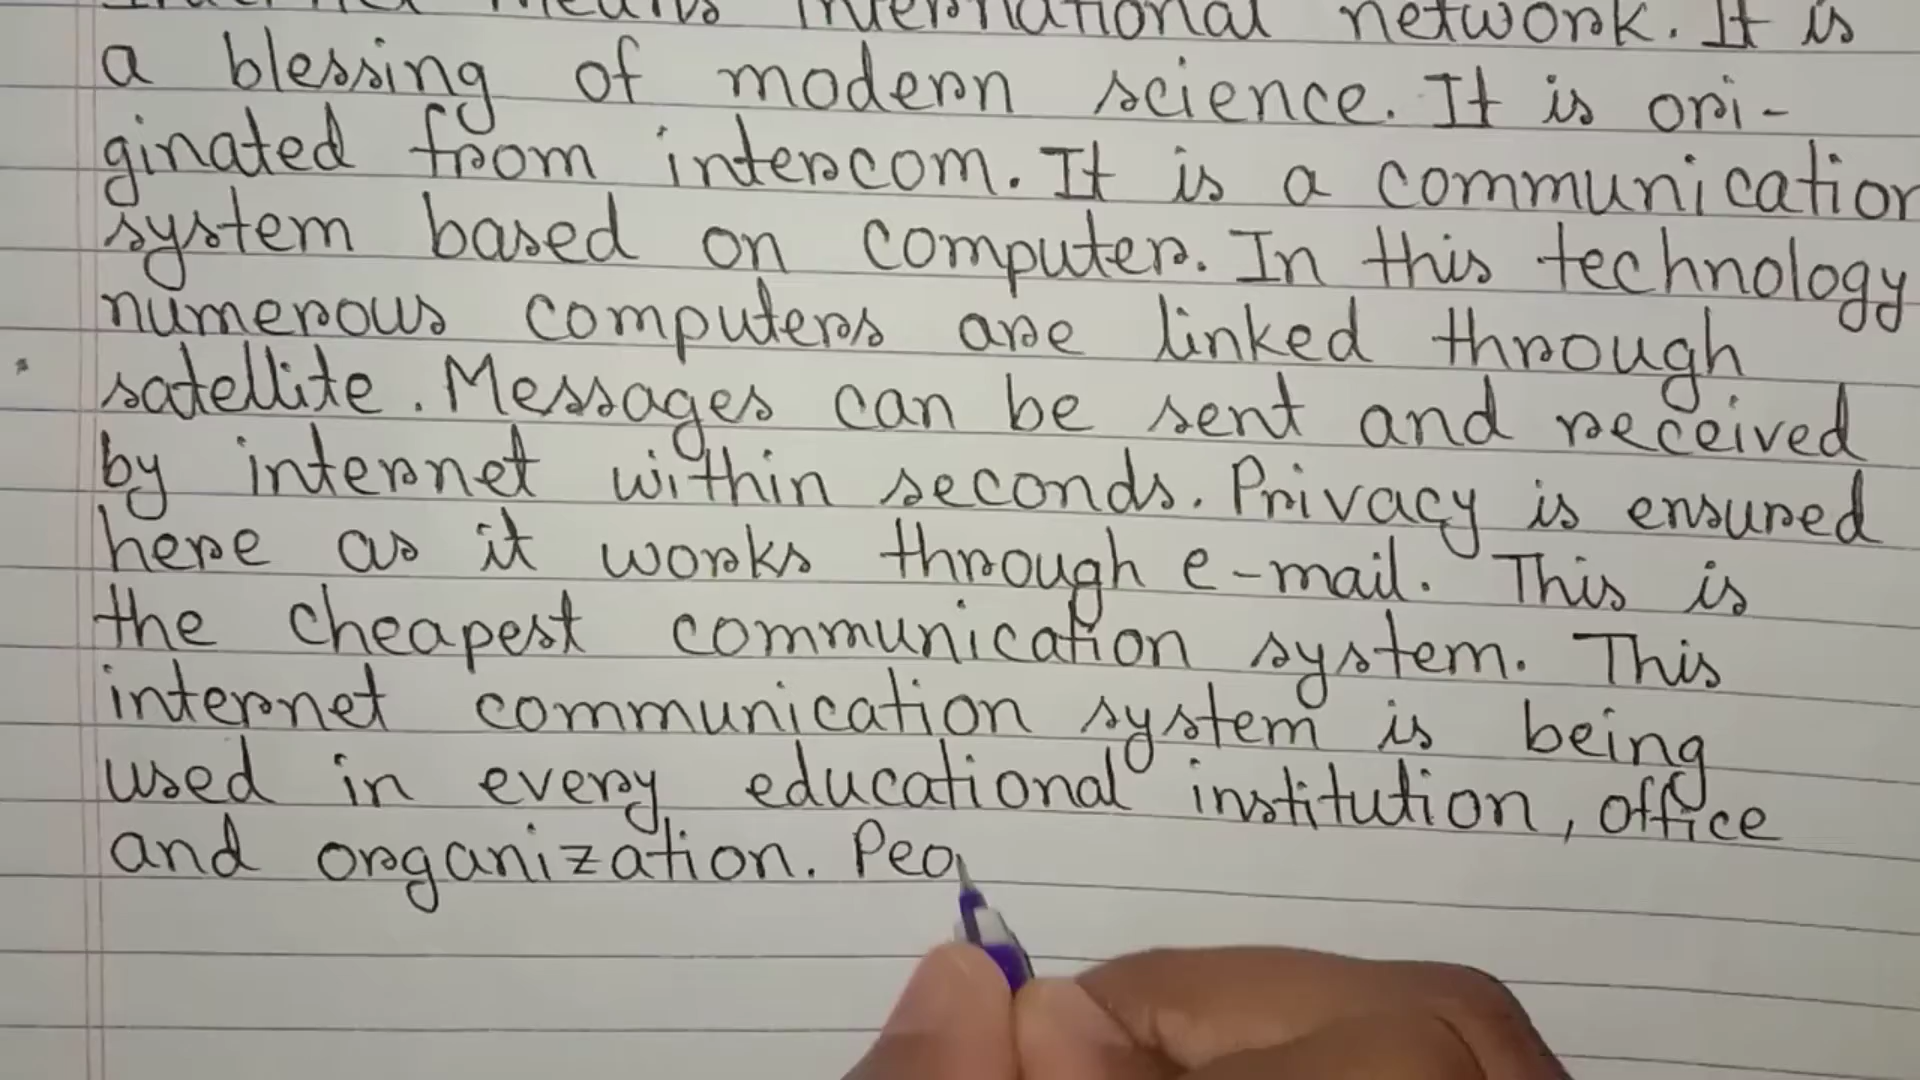 Internet means international network. It is
a blessing of modern science. It is ori-
ginated from intercom. It is a communication
system based on computer. In this technology
numerous computers are linked through
satellite. Messages can be sent and received
by internet within seconds. Privacy is ensured
here as it works through e-mail. This is
the cheapest communication system. This
internet communication system is being
used in every educational institution, office
and organization. Peo